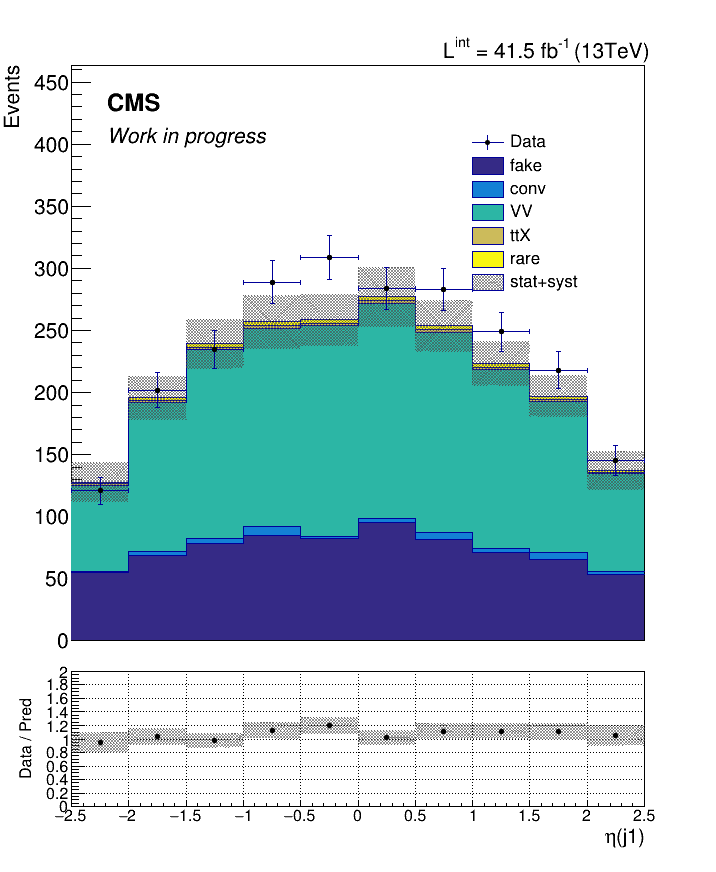 L^int = 41.5 fb^-1 (13TeV)
Events
450
400
350
300
250
200
150
100
50
0
CMS
Work in progress
Data
fake
conv
VV
ttX
rare
stat+syst
Data / Pred
2
1.8
1.6
1.4
1.2
1
0.8
0.6
0.4
0.2
0
−2.5 −2 −1.5 −1 −0.5 0 0.5 1 1.5 2 2.5
η(j1)